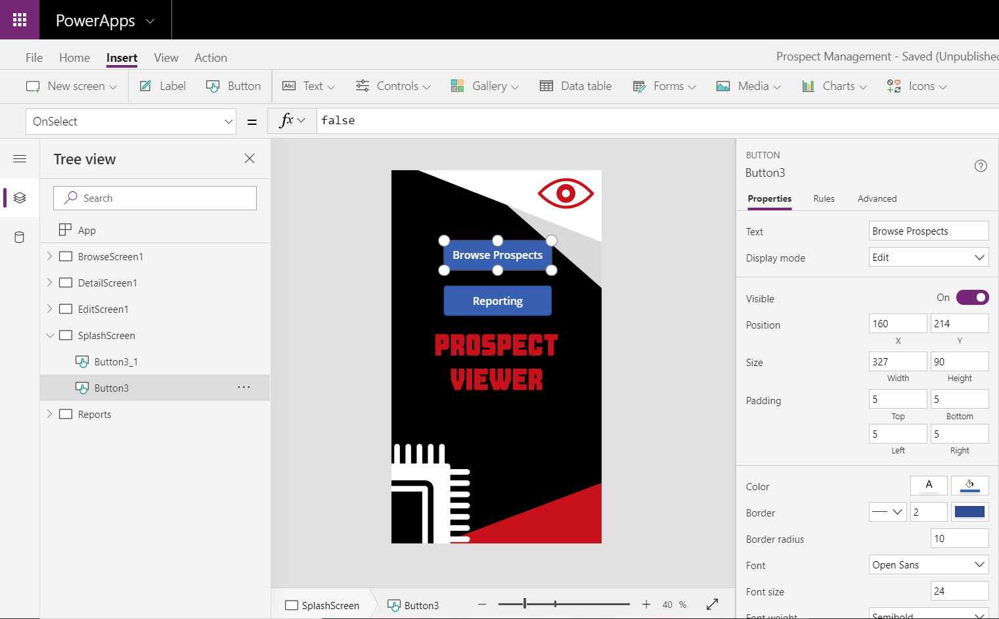 PowerApps
File Home Insert View Action
Prospect Management - Saved (Unpublished
New screen Label Button Abc Text Controls Gallery Data table Forms Media Charts Icons
OnSelect = fx false
Tree view
Search
App
BrowseScreen1
DetailScreen1
EditScreen1
SplashScreen
Button3_1
Button3 ...
Reports
Browse Prospects
Reporting
PROSPECT
VIEWER
SplashScreen Button3 40 %
BUTTON
Button3
?
Properties Rules Advanced
Text Browse Prospects
Display mode Edit
Visible On
Position 160 214
X Y
Size 327 90
Width Height
Padding 5 5
Top Bottom
5 5
Left Right
Color A
Border 2
Border radius 10
Font Open Sans
Font size 24
Font weight Semibold